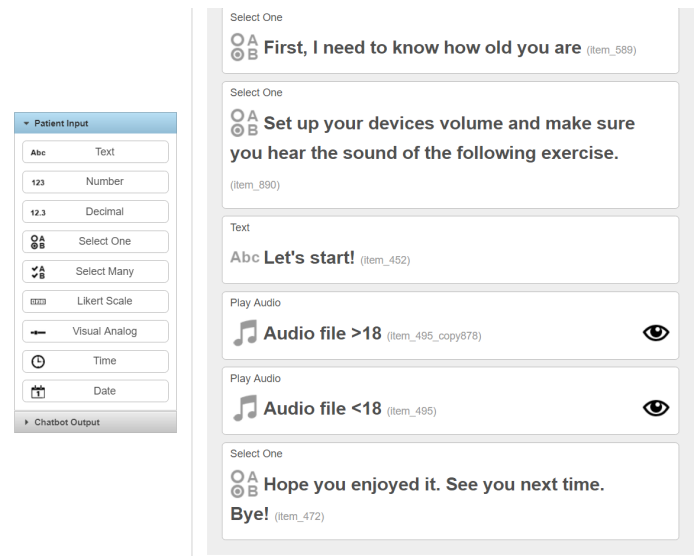 Patient Input
Abc Text
123 Number
12.3 Decimal
A
B
Select One
A
B
Select Many
Likert Scale
Visual Analog
Time
1 Date
Chatbot Output
Select One
A
B
First, I need to know how old you are (item_589)
Select One
A
B
Set up your devices volume and make sure
you hear the sound of the following exercise.
(item_890)
Text
Abc Let's start! (item_452)
Play Audio
Audio file >18 (item_495_copy878)
Play Audio
Audio file <18 (item_495)
Select One
A
B
Hope you enjoyed it. See you next time.
Bye! (item_472)